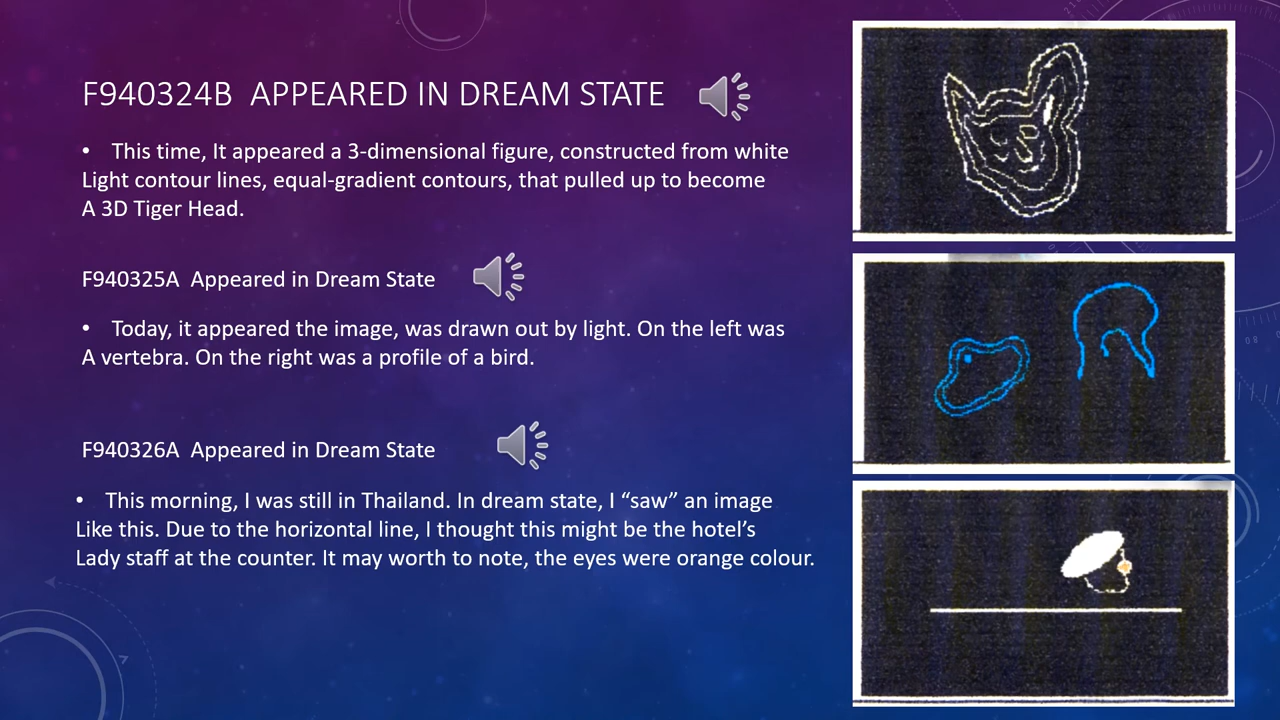 F940324B APPEARED IN DREAM STATE
• This time, It appeared a 3-dimensional figure, constructed from white
Light contour lines, equal-gradient contours, that pulled up to become
A 3D Tiger Head.
F940325A Appeared in Dream State
• Today, it appeared the image, was drawn out by light. On the left was
A vertebra. On the right was a profile of a bird.
F940326A Appeared in Dream State
• This morning, I was still in Thailand. In dream state, I “saw” an image
Like this. Due to the horizontal line, I thought this might be the hotel’s
Lady staff at the counter. It may worth to note, the eyes were orange colour.